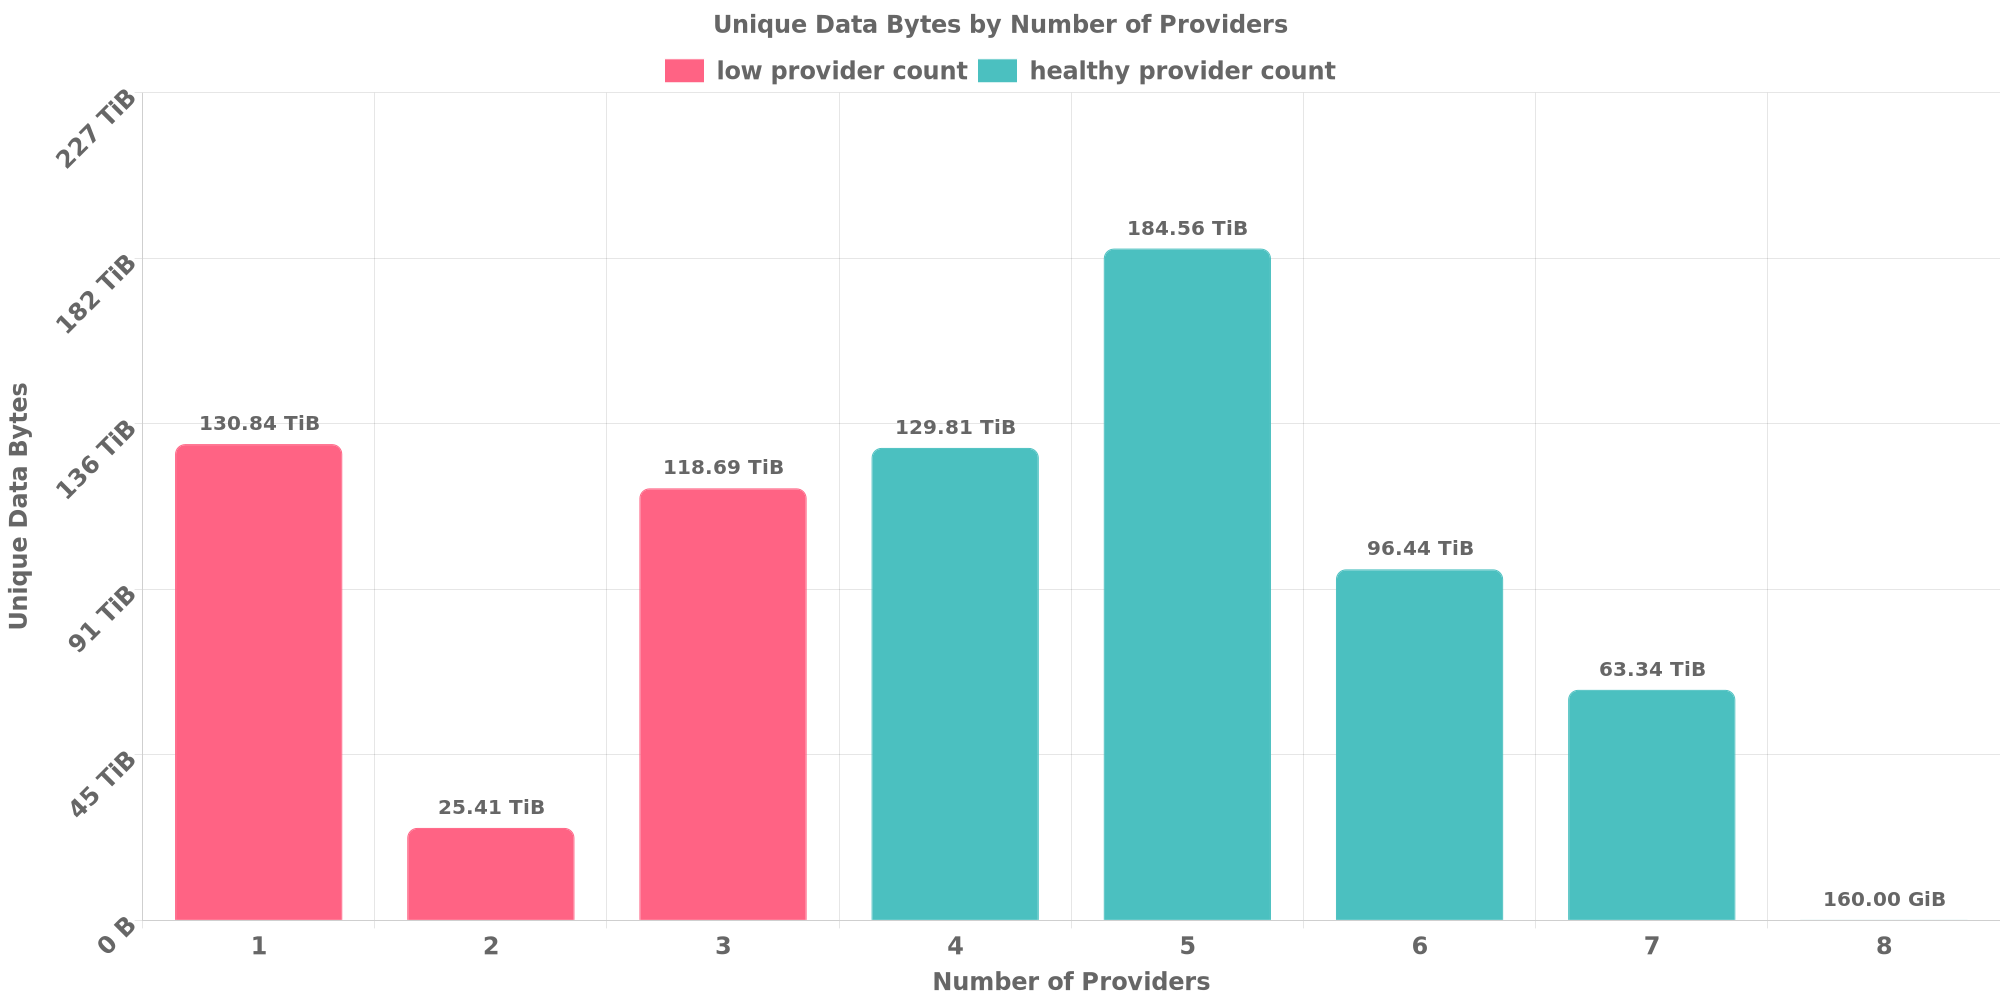 Unique Data Bytes by Number of Providers
low provider count
healthy provider count
227 TiB
182 TiB
136 TiB
91 TiB
45 TiB
0 B
Unique Data Bytes
130.84 TiB
25.41 TiB
118.69 TiB
129.81 TiB
184.56 TiB
96.44 TiB
63.34 TiB
160.00 GiB
1
2
3
4
5
6
7
8
Number of Providers